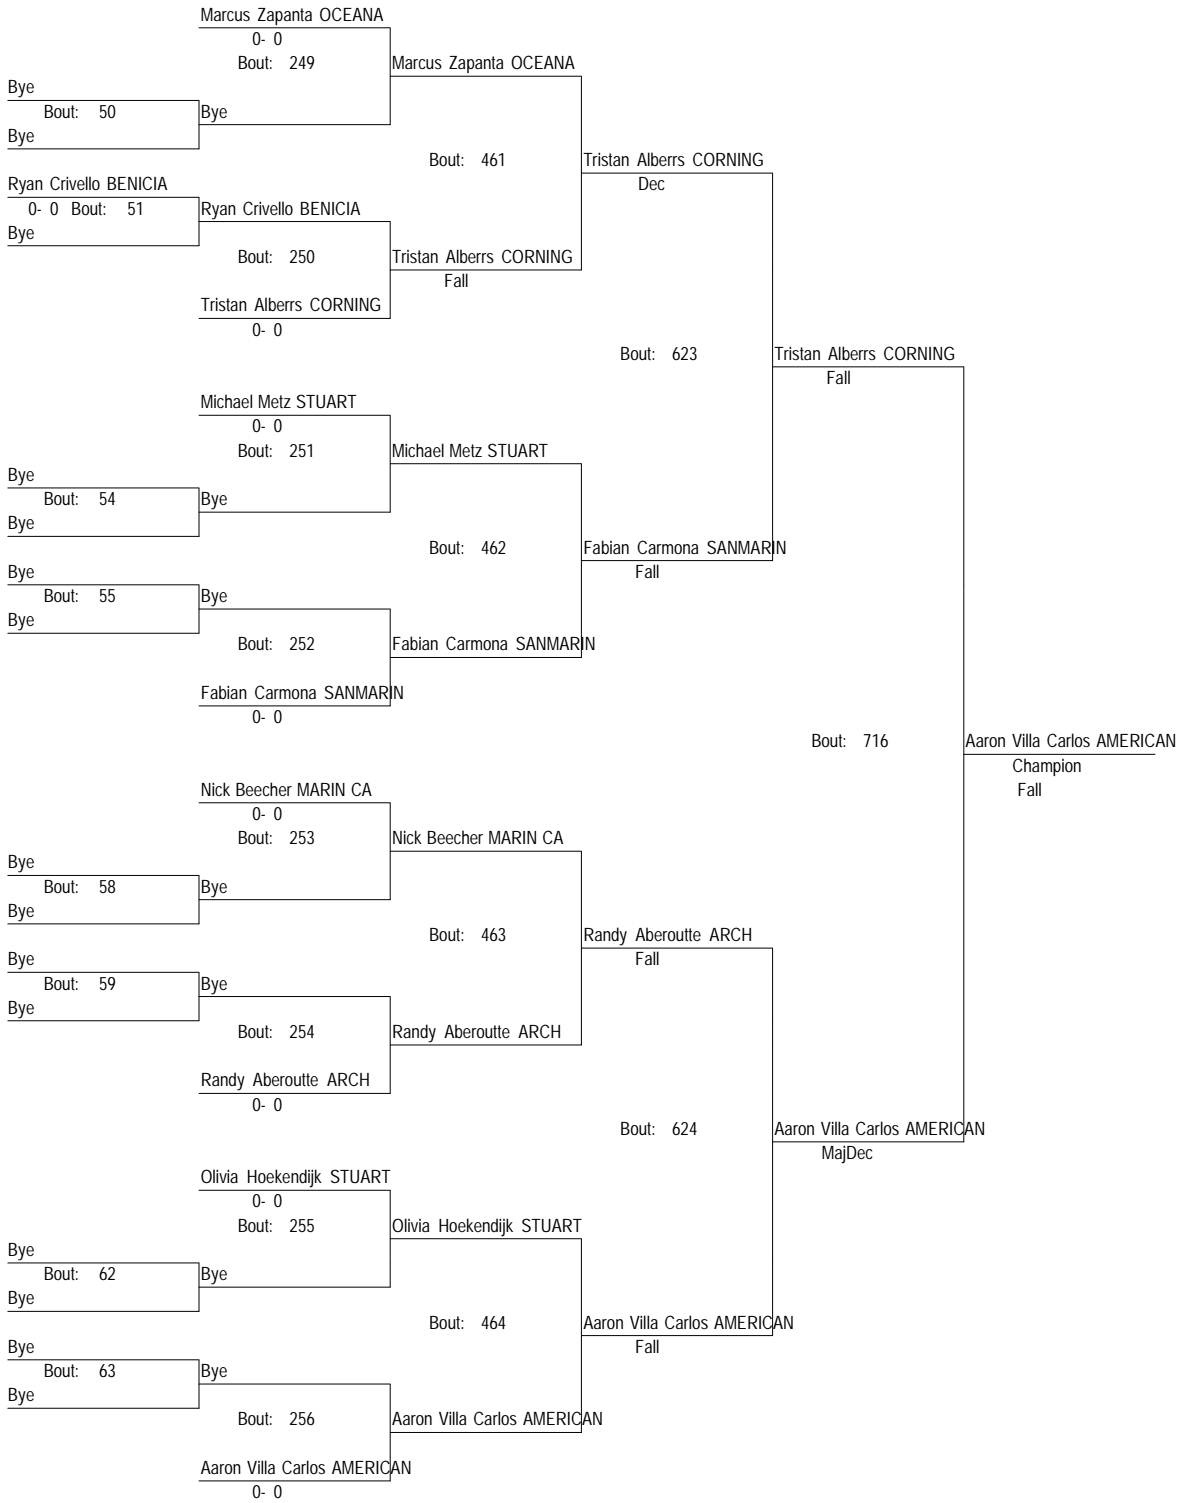 Marcus Zapanta OCEANA
0- 0
Bout: 249
Marcus Zapanta OCEANA
Bye
Bout: 50
Bye
Bye
Bout: 461
Tristan Alberrs CORNING
Dec
Ryan Crivello BENICIA
0- 0 Bout: 51
Ryan Crivello BENICIA
Bye
Bout: 250
Tristan Alberrs CORNING
Fall
Tristan Alberrs CORNING
0- 0
Bout: 623
Tristan Alberrs CORNING
Fall
Michael Metz STUART
0- 0
Bout: 251
Michael Metz STUART
Bye
Bout: 54
Bye
Bye
Bout: 462
Fabian Carmona SANMARIN
Fall
Bye
Bout: 55
Bye
Bye
Bout: 252
Fabian Carmona SANMARIN
Fabian Carmona SANMARIN
0- 0
Bout: 716
Aaron Villa Carlos AMERICAN
Champion
Fall
Nick Beecher MARIN CA
0- 0
Bout: 253
Nick Beecher MARIN CA
Bye
Bout: 58
Bye
Bye
Bout: 463
Randy Aberoutte ARCH
Fall
Bye
Bout: 59
Bye
Bye
Bout: 254
Randy Aberoutte ARCH
Randy Aberoutte ARCH
0- 0
Bout: 624
Aaron Villa Carlos AMERICAN
MajDec
Olivia Hoekendijk STUART
0- 0
Bout: 255
Olivia Hoekendijk STUART
Bye
Bout: 62
Bye
Bye
Bout: 464
Aaron Villa Carlos AMERICAN
Fall
Bye
Bout: 63
Bye
Bye
Bout: 256
Aaron Villa Carlos AMERICAN
Aaron Villa Carlos AMERICAN
0- 0